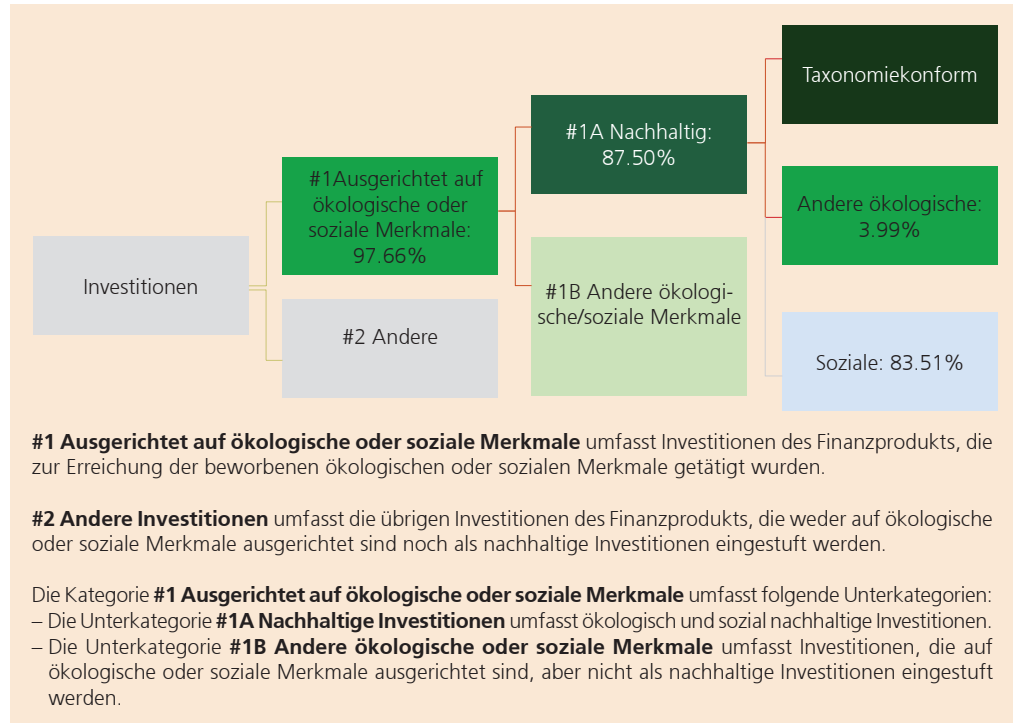 Taxonomiekonform
#1A Nachhaltig:
87.50%
#1Ausgerichtet auf
ökologische oder
soziale Merkmale:
97.66%
Andere ökologische:
3.99%
Investitionen
#1B Andere ökologi-
sche/soziale Merkmale
#2 Andere
Soziale: 83.51%
#1 Ausgerichtet auf ökologische oder soziale Merkmale umfasst Investitionen des Finanzprodukts, die
zur Erreichung der beworbenen ökologischen oder sozialen Merkmale getätigt wurden.
#2 Andere Investitionen umfasst die übrigen Investitionen des Finanzprodukts, die weder auf ökologische
oder soziale Merkmale ausgerichtet sind noch als nachhaltige Investitionen eingestuft werden.
Die Kategorie #1 Ausgerichtet auf ökologische oder soziale Merkmale umfasst folgende Unterkategorien:
– Die Unterkategorie #1A Nachhaltige Investitionen umfasst ökologisch und sozial nachhaltige Investitionen.
– Die Unterkategorie #1B Andere ökologische oder soziale Merkmale umfasst Investitionen, die auf
ökologische oder soziale Merkmale ausgerichtet sind, aber nicht als nachhaltige Investitionen eingestuft
werden.